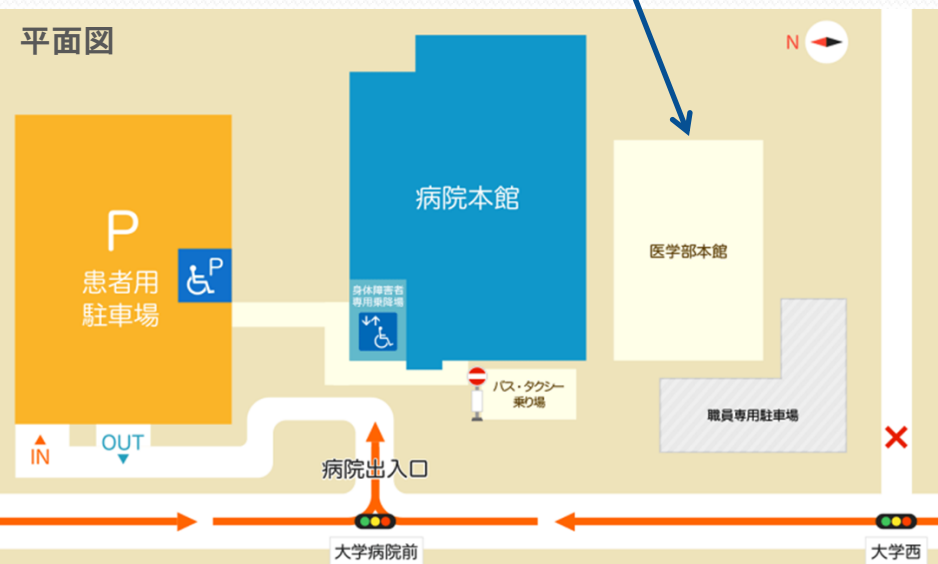 平面図
N
病院本館
P
患者用
駐車場
P
医学部本館
身体障害者
専用乗降場
バス・タクシー
乗り場
職員専用駐車場
IN
OUT
病院出入口
大学病院前
大学西